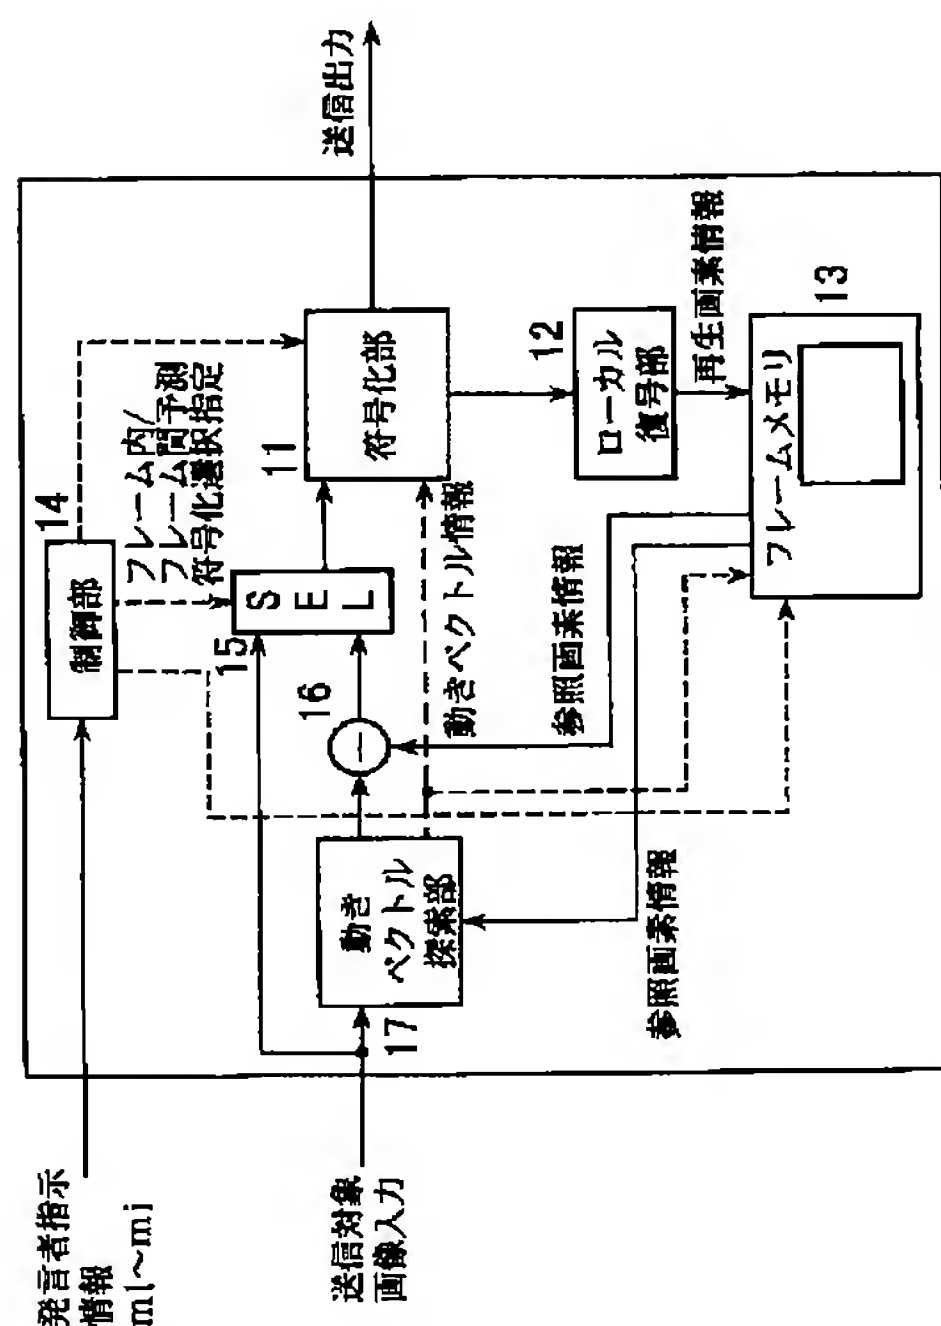 発言者指示
情報
m1～mi
送信対象
画像入力
制御部
14
フレーム内/
フレーム間予測
符号化選択指定
15
SEL
11
符号化部
送信出力
16
−
17
動き
ベクトル
探索部
動きベクトル情報
12
ローカル
復号部
再生画素情報
参照画素情報
参照画素情報
フレームメモリ
13